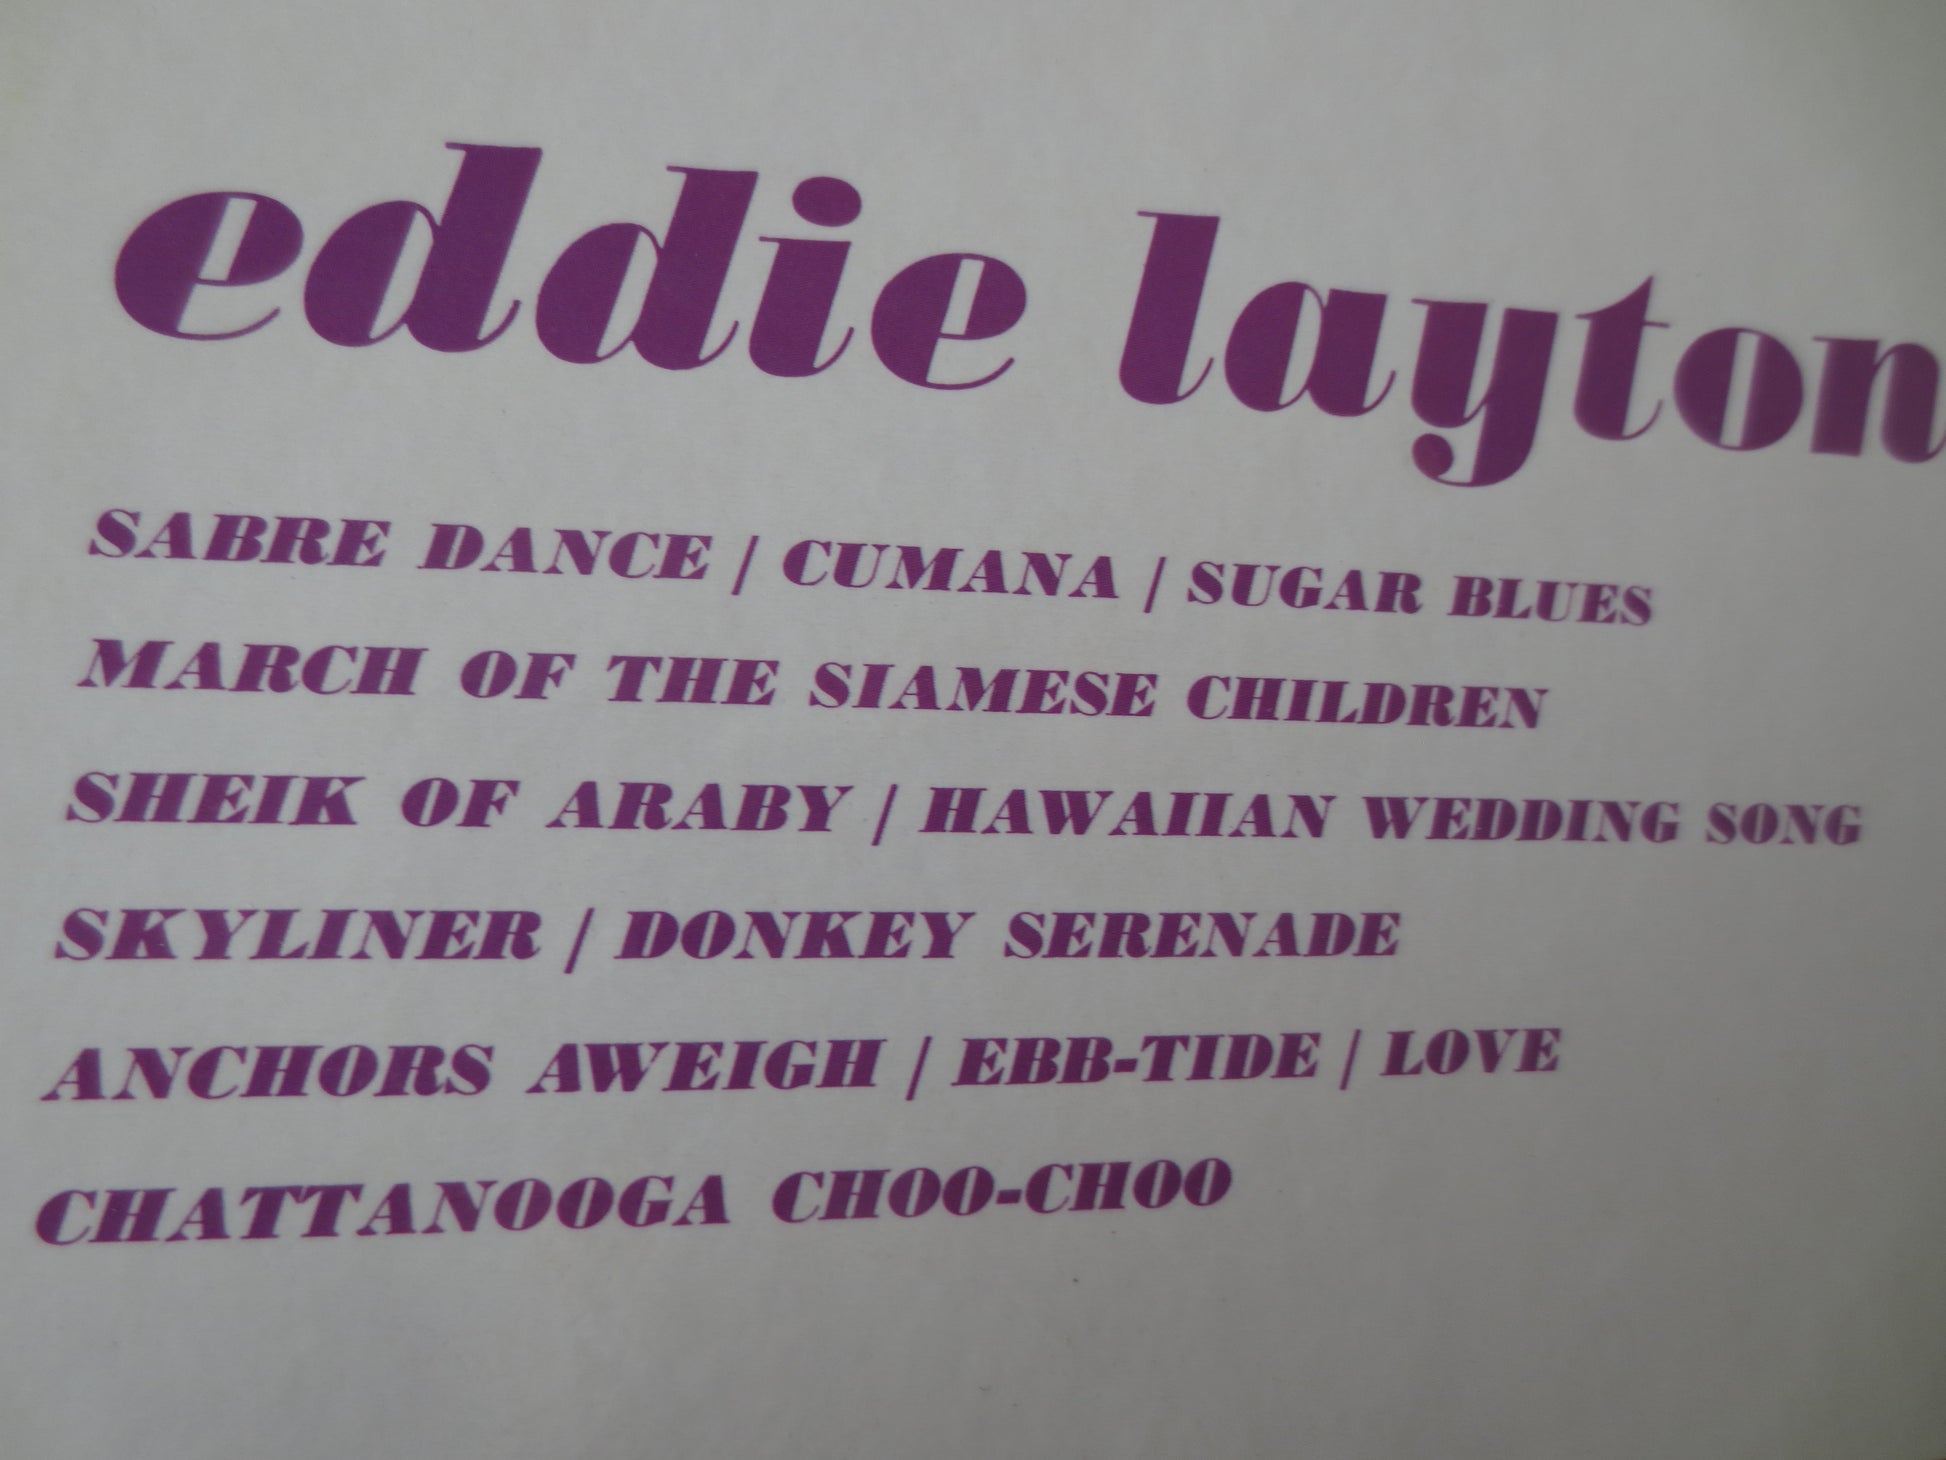 eddie layton
SABRE DANCE / CUMANA / SUGAR BLUES
MARCH OF THE SIAMESE CHILDREN
SHEIK OF ARABY / HAWAIIAN WEDDING SONG
SKYLINER / DONKEY SERENADE
ANCHORS AWEIGH / EBB-TIDE / LOVE
CHATTANOOGA CHOO-CHOO